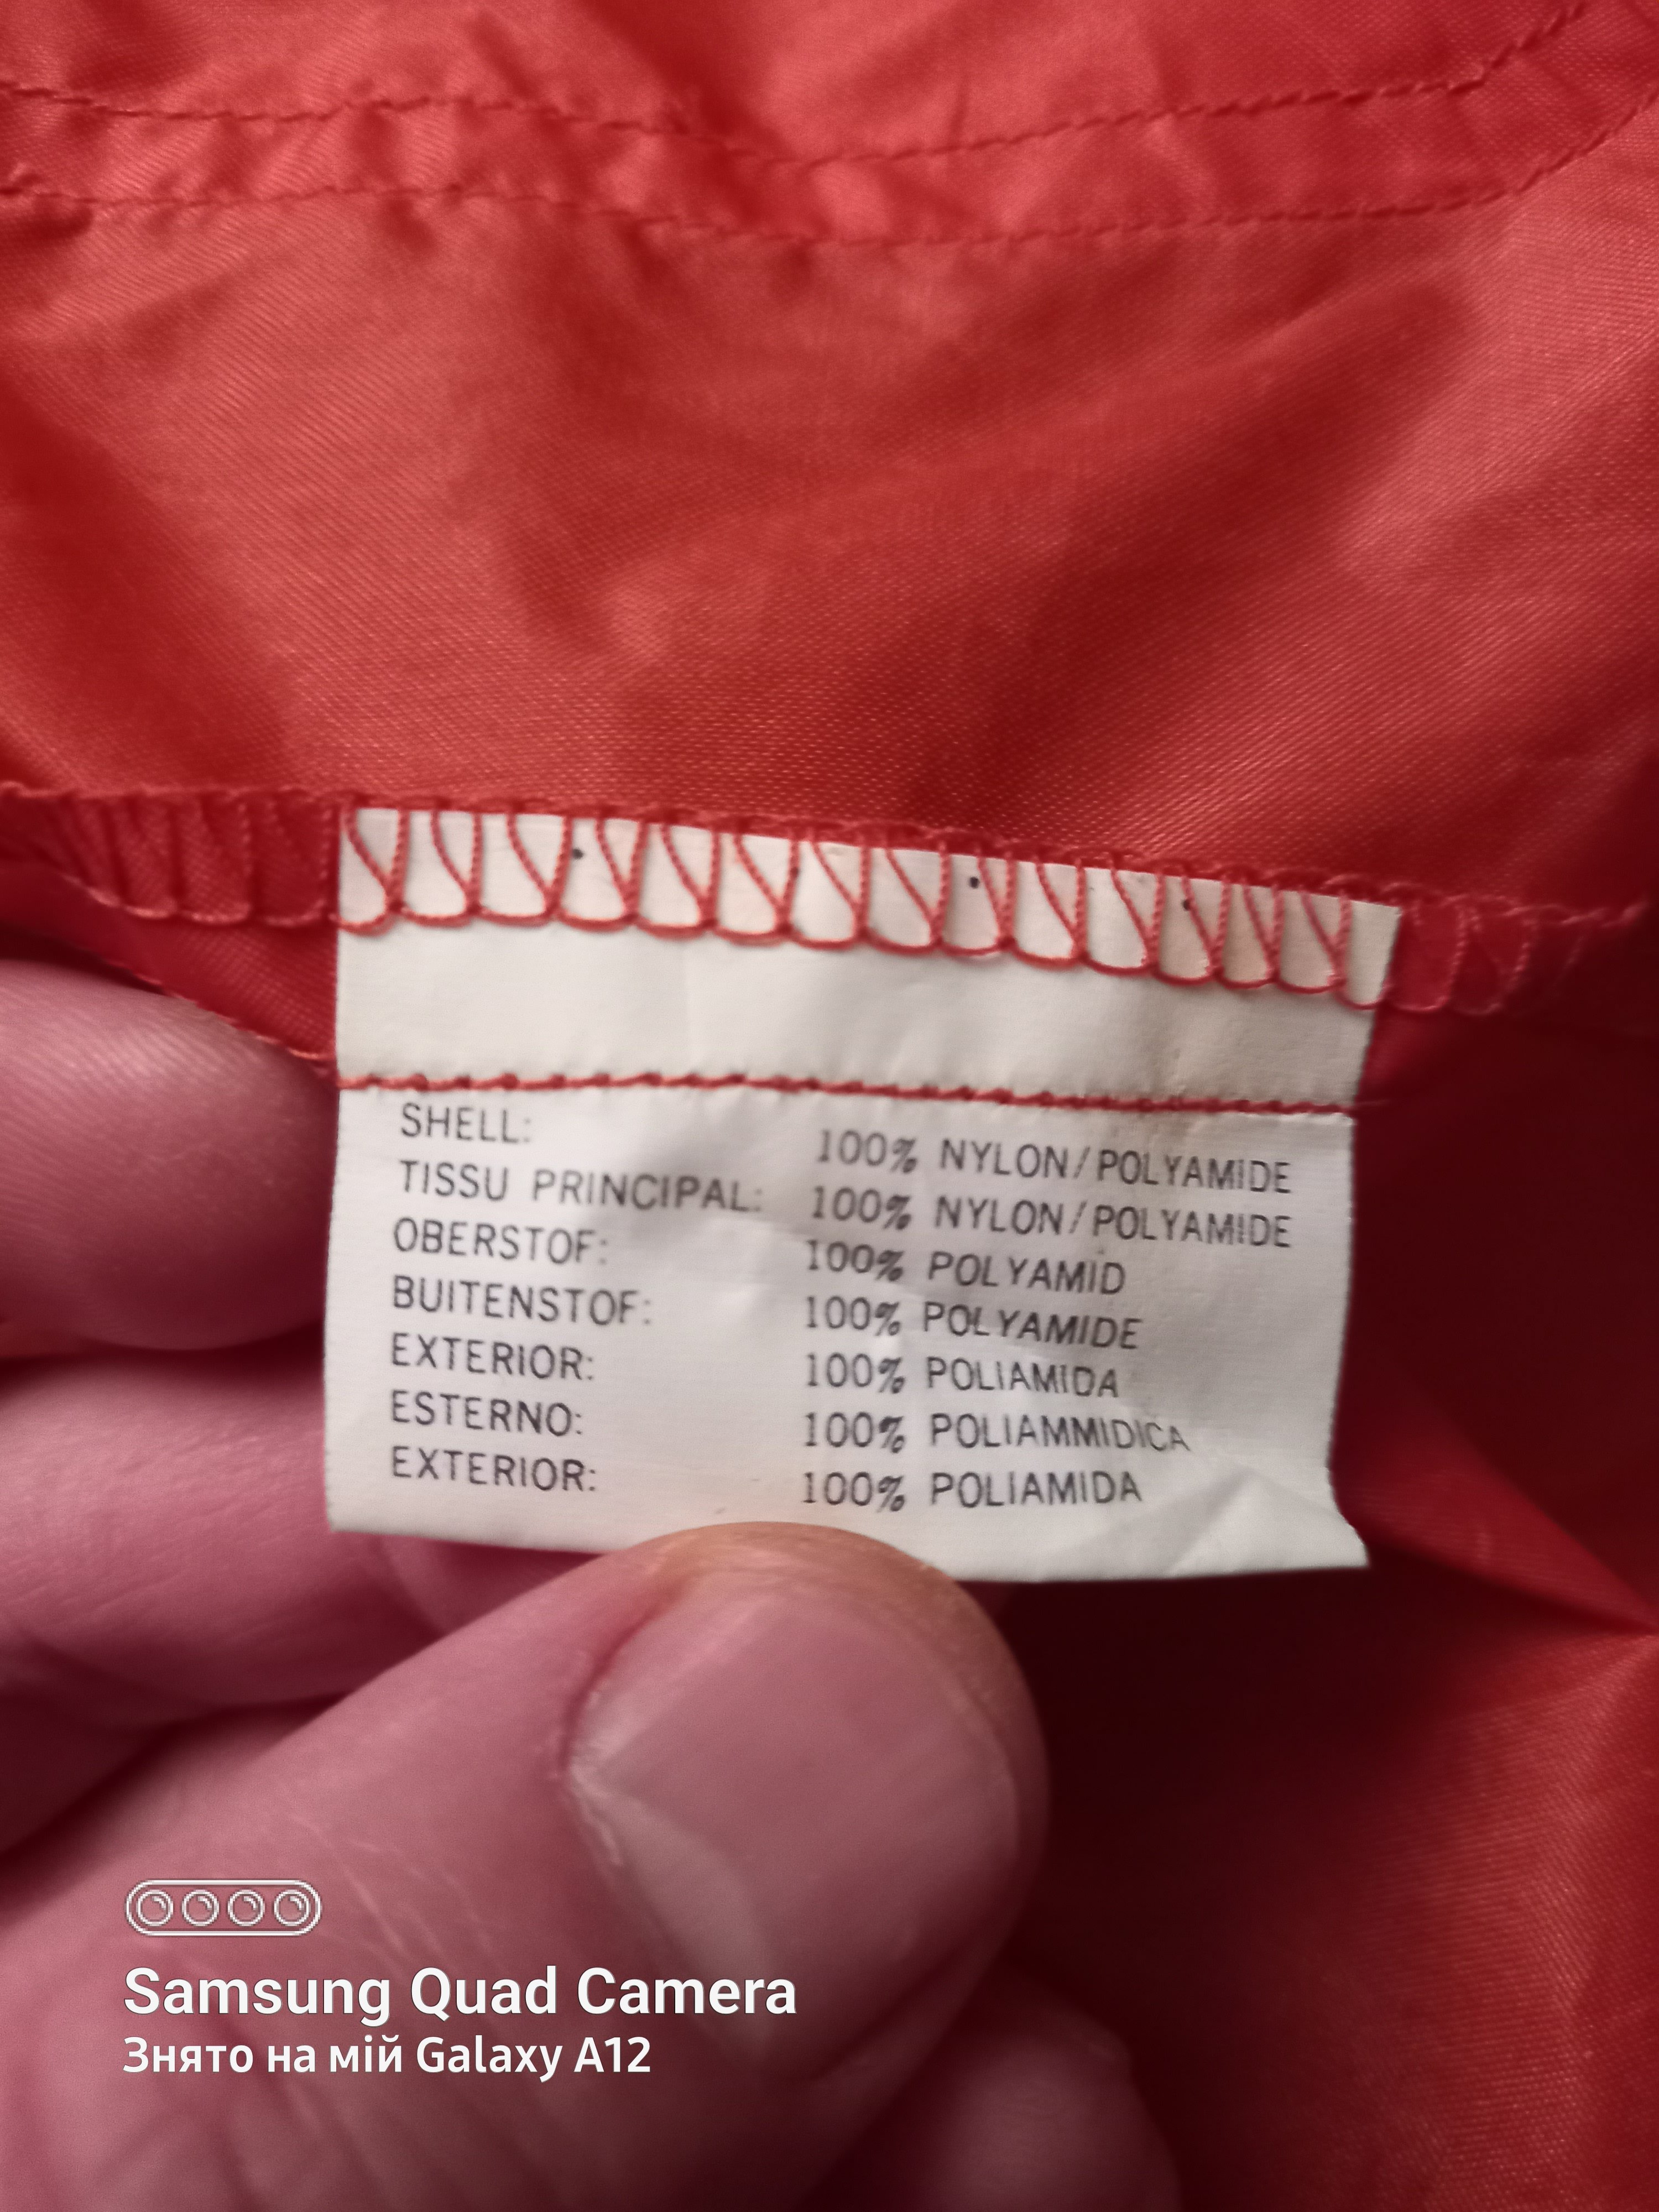 SHELL: 100% NYLON/POLYAMIDE
TISSU PRINCIPAL: 100% NYLON/POLYAMIDE
OBERSTOF: 100% POLYAMID
BUITENSTOF: 100% POLYAMIDE
EXTERIOR: 100% POLIAMIDA
ESTERNO: 100% POLIAMMIDICA
EXTERIOR: 100% POLIAMIDA
Samsung Quad Camera
Знято на мій Galaxy A12